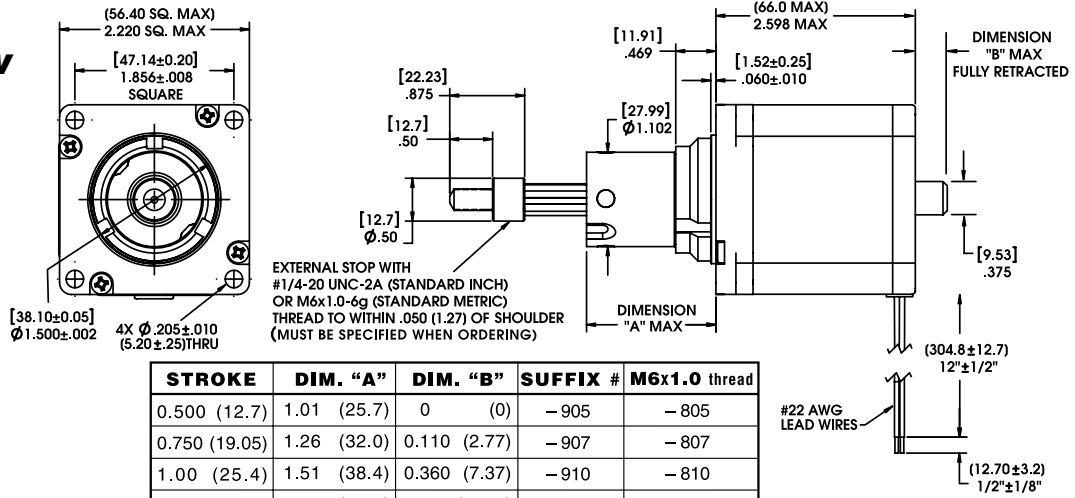 (56.40 SQ. MAX)
2.220 SQ. MAX
[47.14±0.20]
1.856±.008
SQUARE
[38.10±0.05]
Ø1.500±.002
4X Ø.205±.010
(5.20±.25)THRU
[22.23]
.875
[12.7]
.50
[12.7]
Ø.50
EXTERNAL STOP WITH
#1/4-20 UNC-2A (STANDARD INCH)
OR M6x1.0-6g (STANDARD METRIC)
THREAD TO WITHIN .050 (1.27) OF SHOULDER
(MUST BE SPECIFIED WHEN ORDERING)
[11.91]
.469
(66.0 MAX)
2.598 MAX
[1.52±0.25]
.060±.010
[27.99]
Ø1.102
DIMENSION
"B" MAX
FULLY RETRACTED
[9.53]
.375
DIMENSION
"A" MAX
(304.8±12.7)
12"±1/2"
#22 AWG
LEAD WIRES
(12.70±3.2)
1/2"±1/8"
STROKE DIM. “A” DIM. “B” SUFFIX # M6x1.0 thread
0.500 (12.7) 1.01 (25.7) 0 (0) –905 –805
0.750 (19.05) 1.26 (32.0) 0.110 (2.77) –907 –807
1.00 (25.4) 1.51 (38.4) 0.360 (7.37) –910 –810